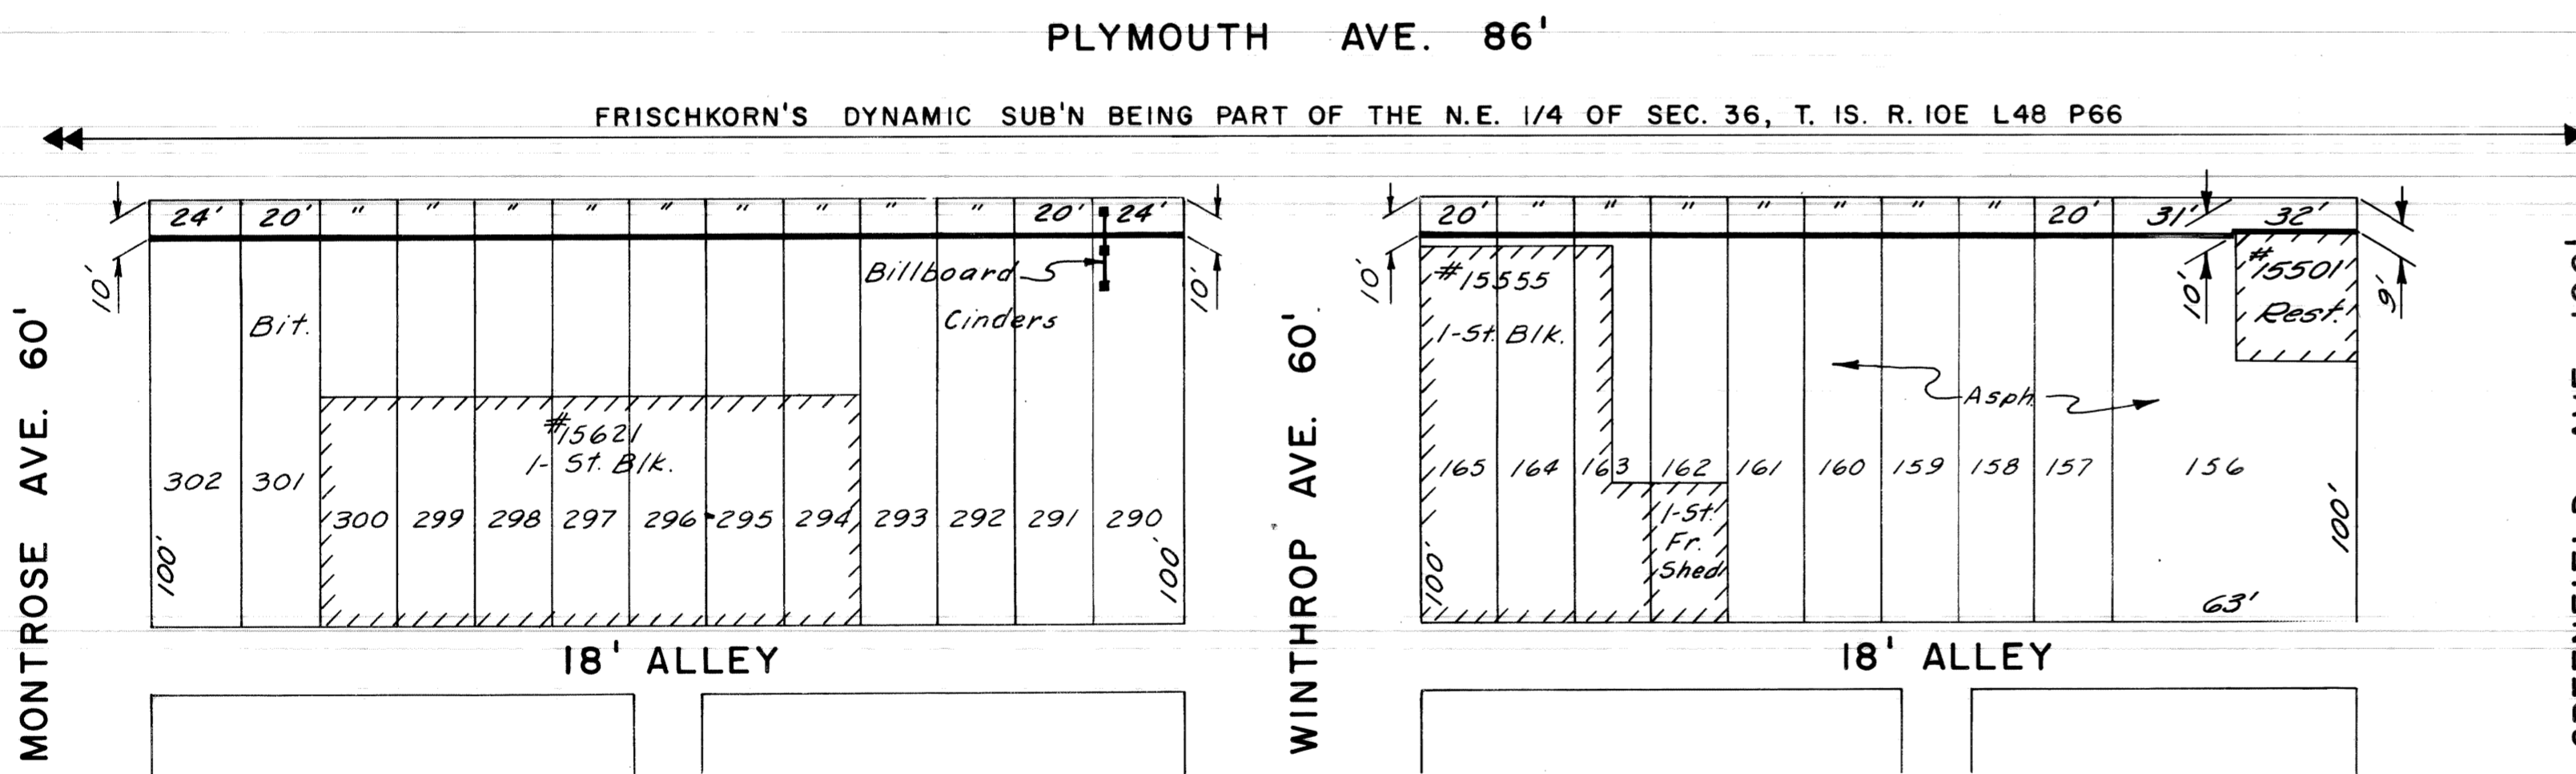 PLYMOUTH AVE. 86'
FRISCHKORN'S DYNAMIC SUB'N BEING PART OF THE N.E. 1/4 OF SEC. 36, T. 1S. R. 10E L48 P66
24' 20' " " " " " " " " " 20' 24'
10'
10'
Billboard
Cinders
Bit.
#15621
1-St. Blk.
302 301 300 299 298 297 296 295 294 293 292 291 290
100'
100'
18' ALLEY
MONTROSE AVE. 60'
WINTHROP AVE. 60'
20' " " " " " " " 20' 31' 32'
10'
10'
9'
#15555
1-St. Blk.
#15501
Rest.
Asph.
165 164 163 162 161 160 159 158 157 156
1-St.
Fr.
Shed
100'
100'
63'
18' ALLEY